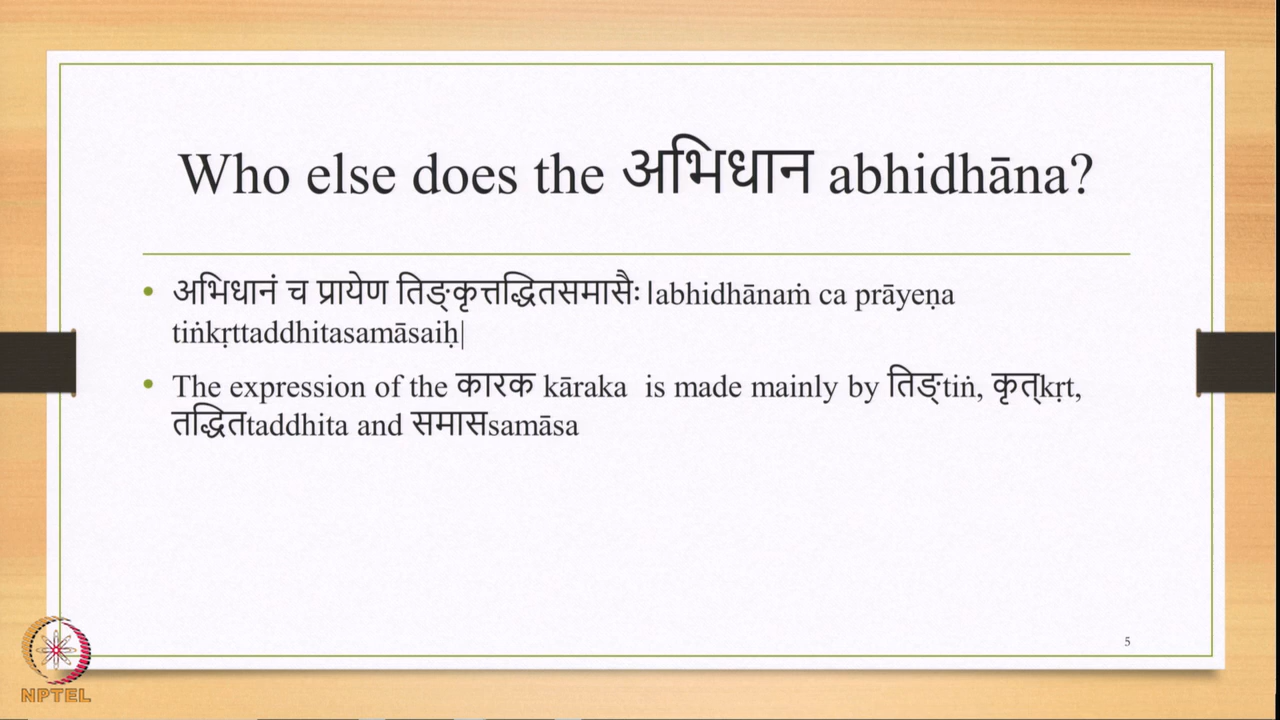 Who else does the अभिधान abhidhāna?
• अभिधानं च प्रायेण तिङ्कृत्तद्धितसमासैः ।abhidhānaṁ ca prāyeṇa
tiṅkṛttaddhitasamāsaiḥ|
• The expression of the कारक kāraka is made mainly by तिङ्tiṅ, कृत्kṛt,
तद्धितtaddhita and समासsamāsa
5
NPTEL